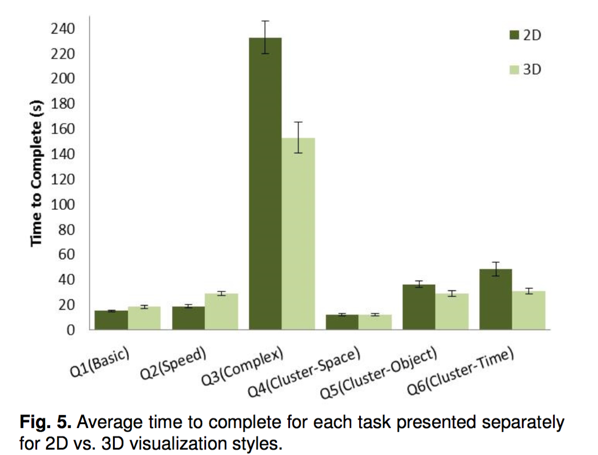 240
220
200
180
160
140
120
100
80
60
40
20
0
Time to Complete (s)
2D
3D
Q1(Basic)
Q2(Speed)
Q3(Complex)
Q4(Cluster-Space)
Q5(Cluster-Object)
Q6(Cluster-Time)
Fig. 5. Average time to complete for each task presented separately
for 2D vs. 3D visualization styles.